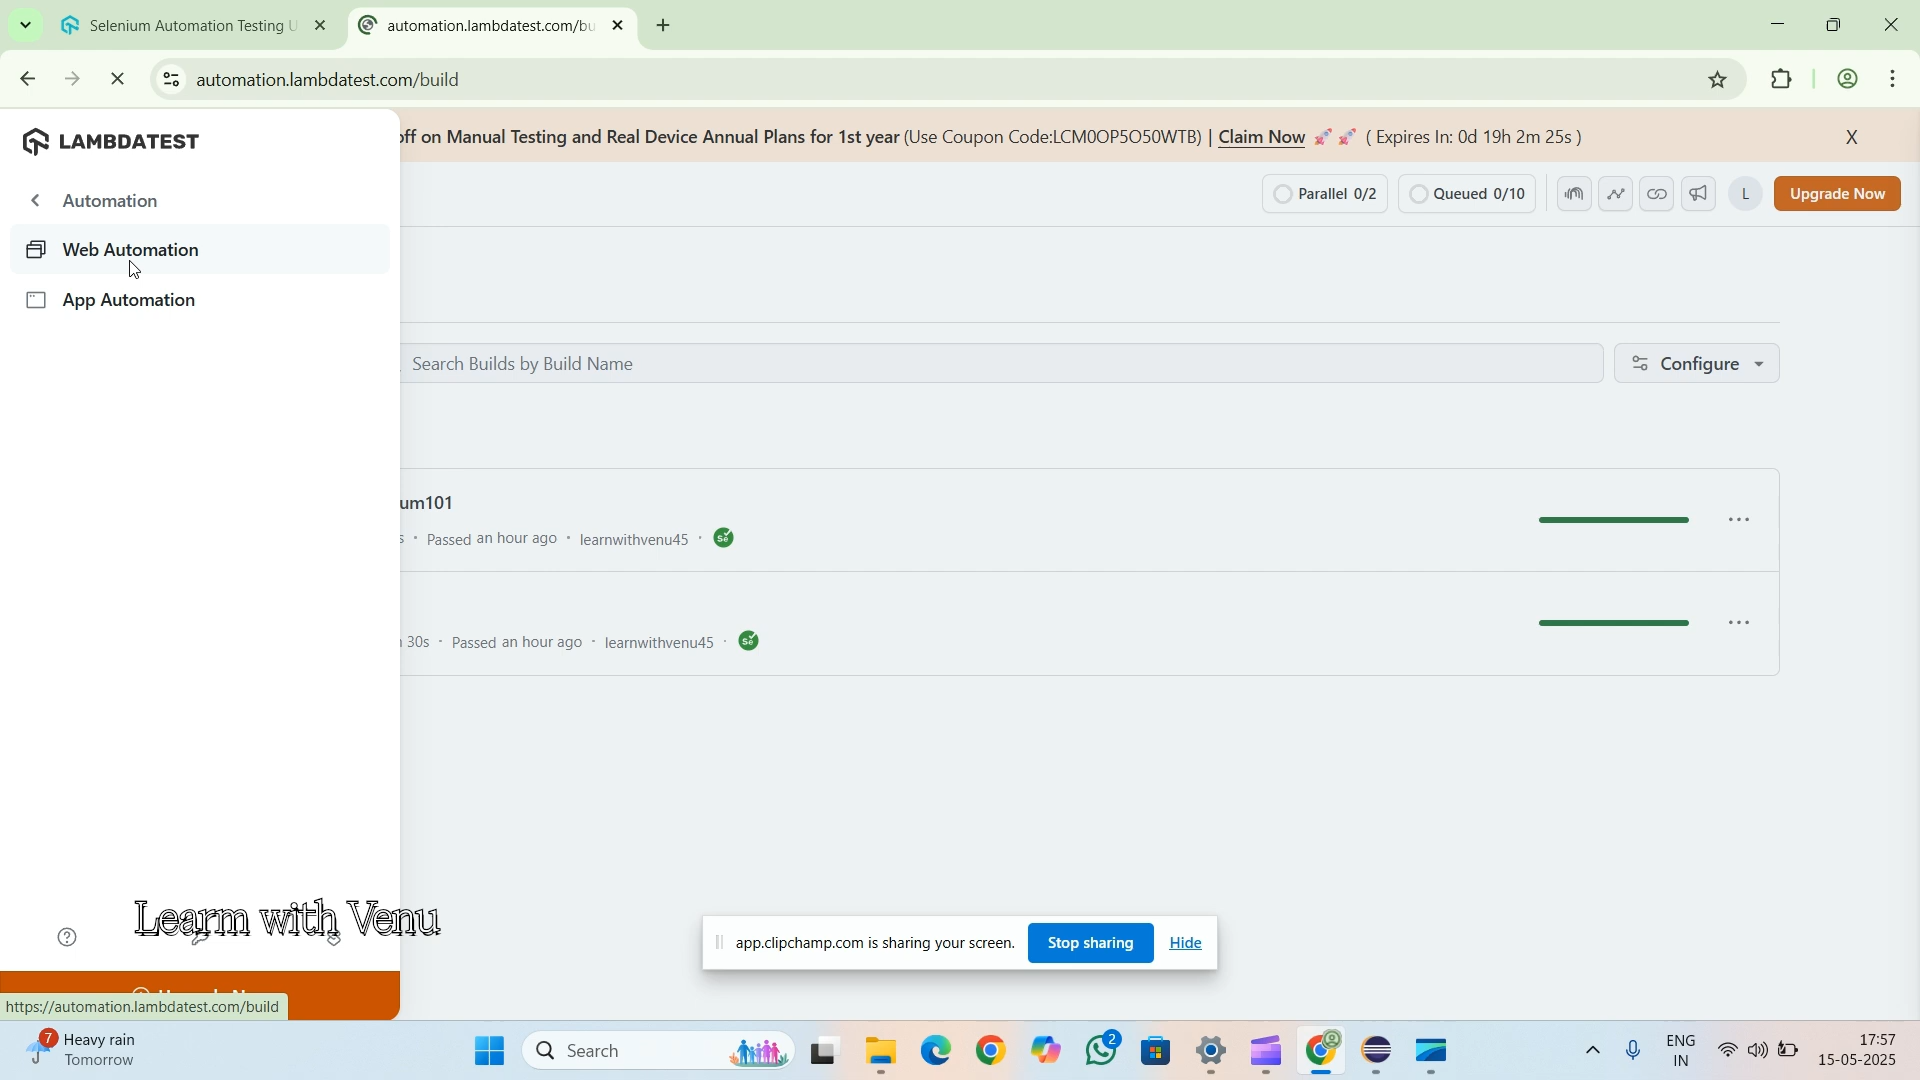 Selenium Automation Testing U
automation.lambdatest.com/bu
automation.lambdatest.com/build
LAMBDATEST
off on Manual Testing and Real Device Annual Plans for 1st year (Use Coupon Code:LCM0OP5O50WTB) | Claim Now 🚀 🚀 ( Expires In: 0d 19h 2m 25s )
X
Automation
Parallel 0/2
Queued 0/10
L
Upgrade Now
Web Automation
App Automation
Search Builds by Build Name
Configure
um101
s · Passed an hour ago · learnwithvenu45 ·
30s · Passed an hour ago · learnwithvenu45 ·
Learm with Venu
app.clipchamp.com is sharing your screen.
Stop sharing
Hide
https://automation.lambdatest.com/build
7
Heavy rain
Tomorrow
Search
2
ENG
IN
17:57
15-05-2025